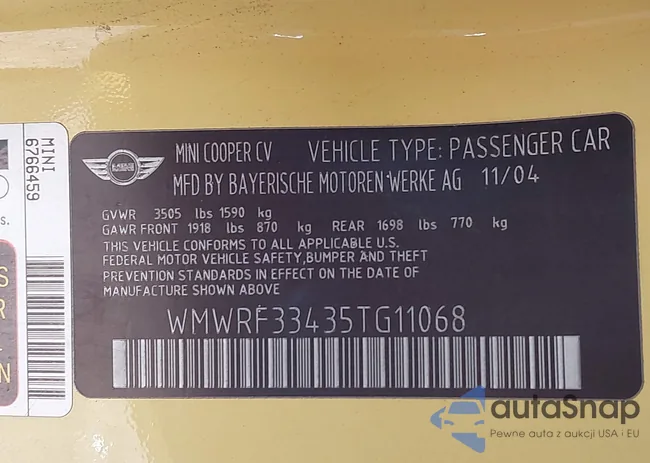 MINI COOPER CV VEHICLE TYPE: PASSENGER CAR
MFD BY BAYERISCHE MOTOREN WERKE AG 11/04
GVWR 3505 lbs 1590 kg
GAWR FRONT 1918 lbs 870 kg REAR 1698 lbs 770 kg
THIS VEHICLE CONFORMS TO ALL APPLICABLE U.S.
FEDERAL MOTOR VEHICLE SAFETY,BUMPER AND THEFT
PREVENTION STANDARDS IN EFFECT ON THE DATE OF
MANUFACTURE SHOWN ABOVE
WMWRF33435TG11068
MINI
6766459
s.
S
R
N
autaSnap
Pewne auta z aukcji USA i EU